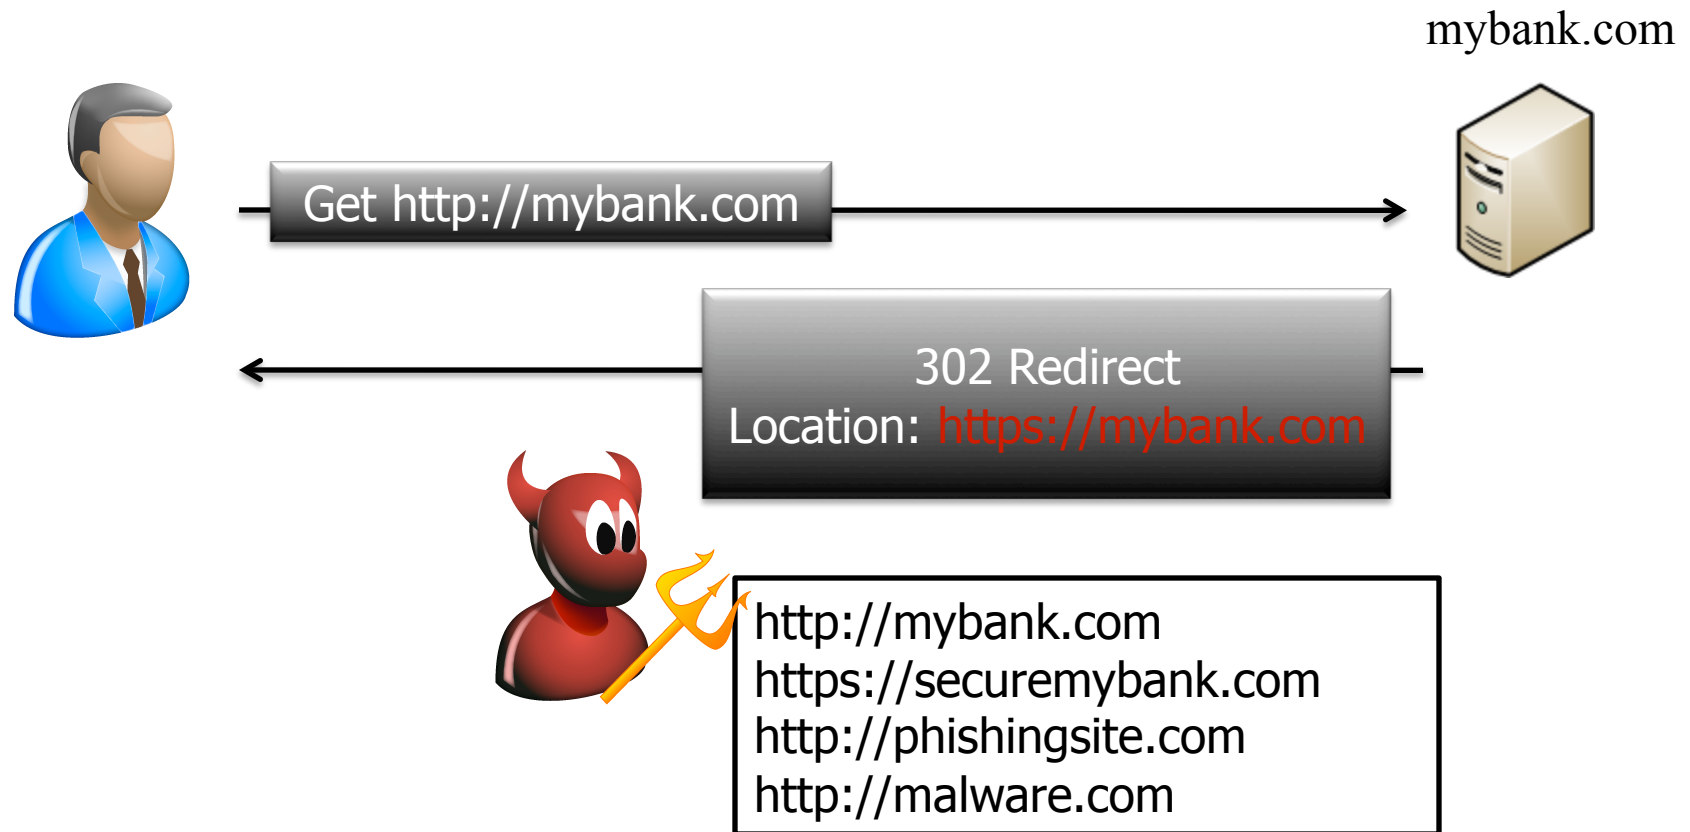 mybank.com
Get http://mybank.com
302 Redirect
Location: https://mybank.com
http://mybank.com
https://securemybank.com
http://phishingsite.com
http://malware.com